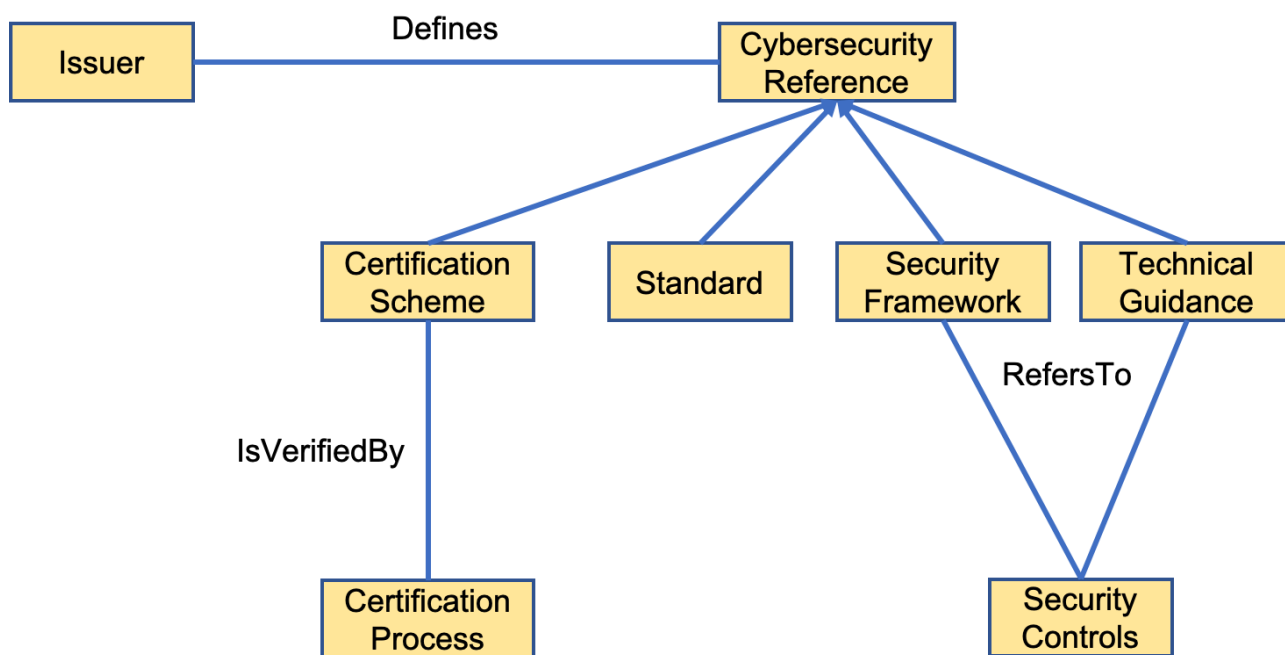 Defines
Issuer
Cybersecurity
Reference
Certification
Scheme
Standard
Security
Framework
Technical
Guidance
RefersTo
IsVerifiedBy
Certification
Process
Security
Controls